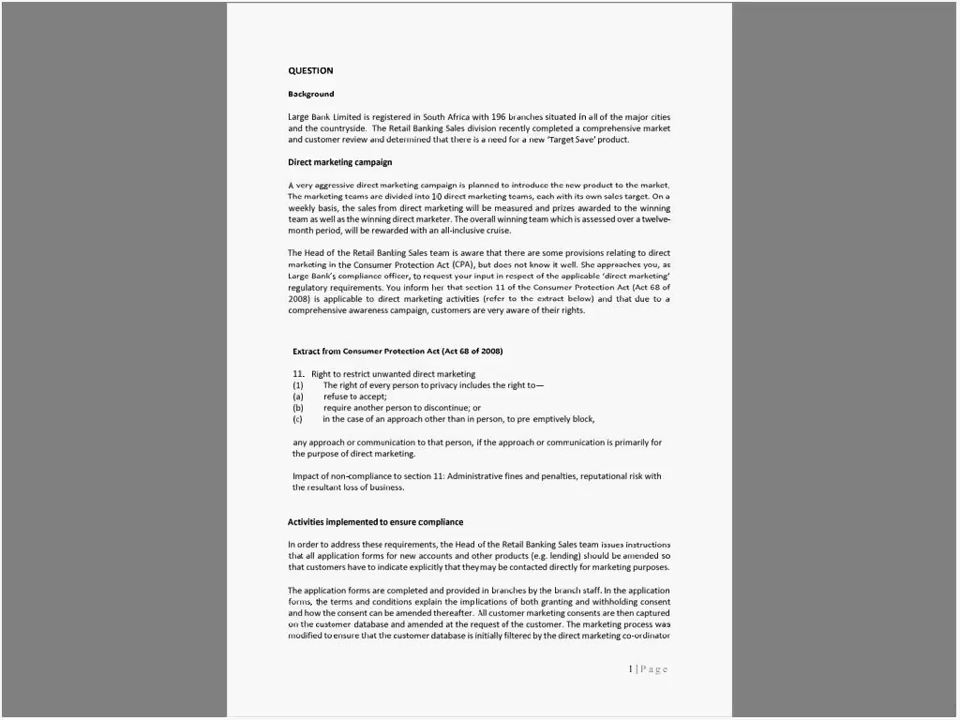 QUESTION
Background
Large Bank Limited is registered in South Africa with 196 branches situated in all of the major cities
and the countryside. The Retail Banking Sales division recently completed a comprehensive market
and customer review and determined that there is a need for a new 'Target Save' product.
Direct marketing campaign
A very aggressive direct marketing campaign is planned to introduce the new product to the market.
The marketing teams are divided into 10 direct marketing teams, each with its own sales target. On a
weekly basis, the sales from direct marketing will be measured and prizes awarded to the winning
team as well as the winning direct marketer. The overall winning team which is assessed over a twelve-
month period, will be rewarded with an all-inclusive cruise.
The Head of the Retail Banking Sales team is aware that there are some provisions relating to direct
marketing in the Consumer Protection Act (CPA), but does not know it well. She approaches you, as
Large Bank's compliance officer, to request your input in respect of the applicable 'direct marketing'
regulatory requirements. You inform her that section 11 of the Consumer Protection Act (Act 68 of
2008) is applicable to direct marketing activities (refer to the extract below) and that due to a
comprehensive awareness campaign, customers are very aware of their rights.
Extract from Consumer Protection Act (Act 68 of 2008)
11. Right to restrict unwanted direct marketing
(1) The right of every person to privacy includes the right to—
(a) refuse to accept;
(b) require another person to discontinue; or
(c) in the case of an approach other than in person, to pre emptively block,
any approach or communication to that person, if the approach or communication is primarily for
the purpose of direct marketing.
Impact of non-compliance to section 11: Administrative fines and penalties, reputational risk with
the resultant loss of business.
Activities implemented to ensure compliance
In order to address these requirements, the Head of the Retail Banking Sales team issues instructions
that all application forms for new accounts and other products (e.g. lending) should be amended so
that customers have to indicate explicitly that they may be contacted directly for marketing purposes.
The application forms are completed and provided in branches by the branch staff. In the application
forms, the terms and conditions explain the implications of both granting and withholding consent
and how the consent can be amended thereafter. All customer marketing consents are then captured
on the customer database and amended at the request of the customer. The marketing process was
modified to ensure that the customer database is initially filtered by the direct marketing co-ordinator
1 | P a g e